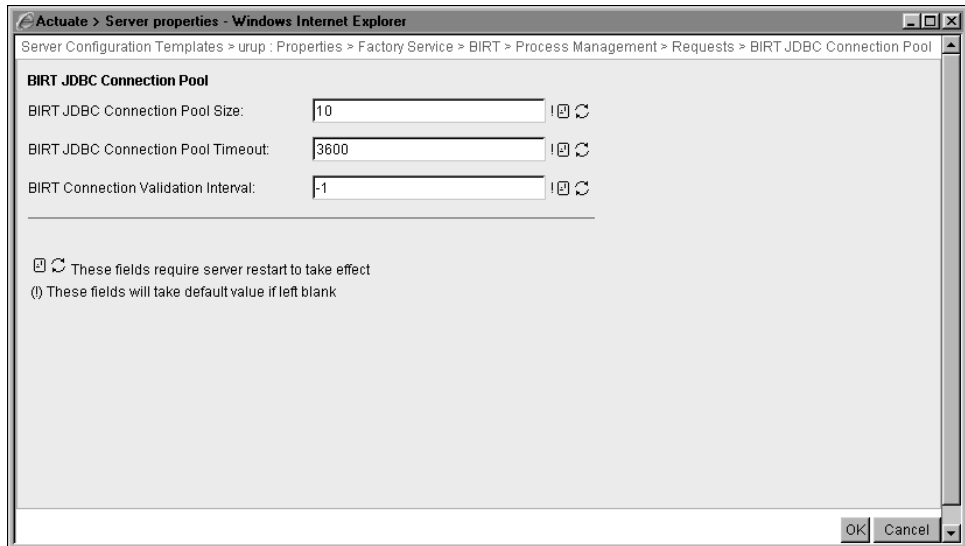 Actuate > Server properties - Windows Internet Explorer
Server Configuration Templates > urup : Properties > Factory Service > BIRT > Process Management > Requests > BIRT JDBC Connection Pool
BIRT JDBC Connection Pool
BIRT JDBC Connection Pool Size: 10 !
BIRT JDBC Connection Pool Timeout: 3600 !
BIRT Connection Validation Interval: -1 !
These fields require server restart to take effect
(!) These fields will take default value if left blank
OK Cancel